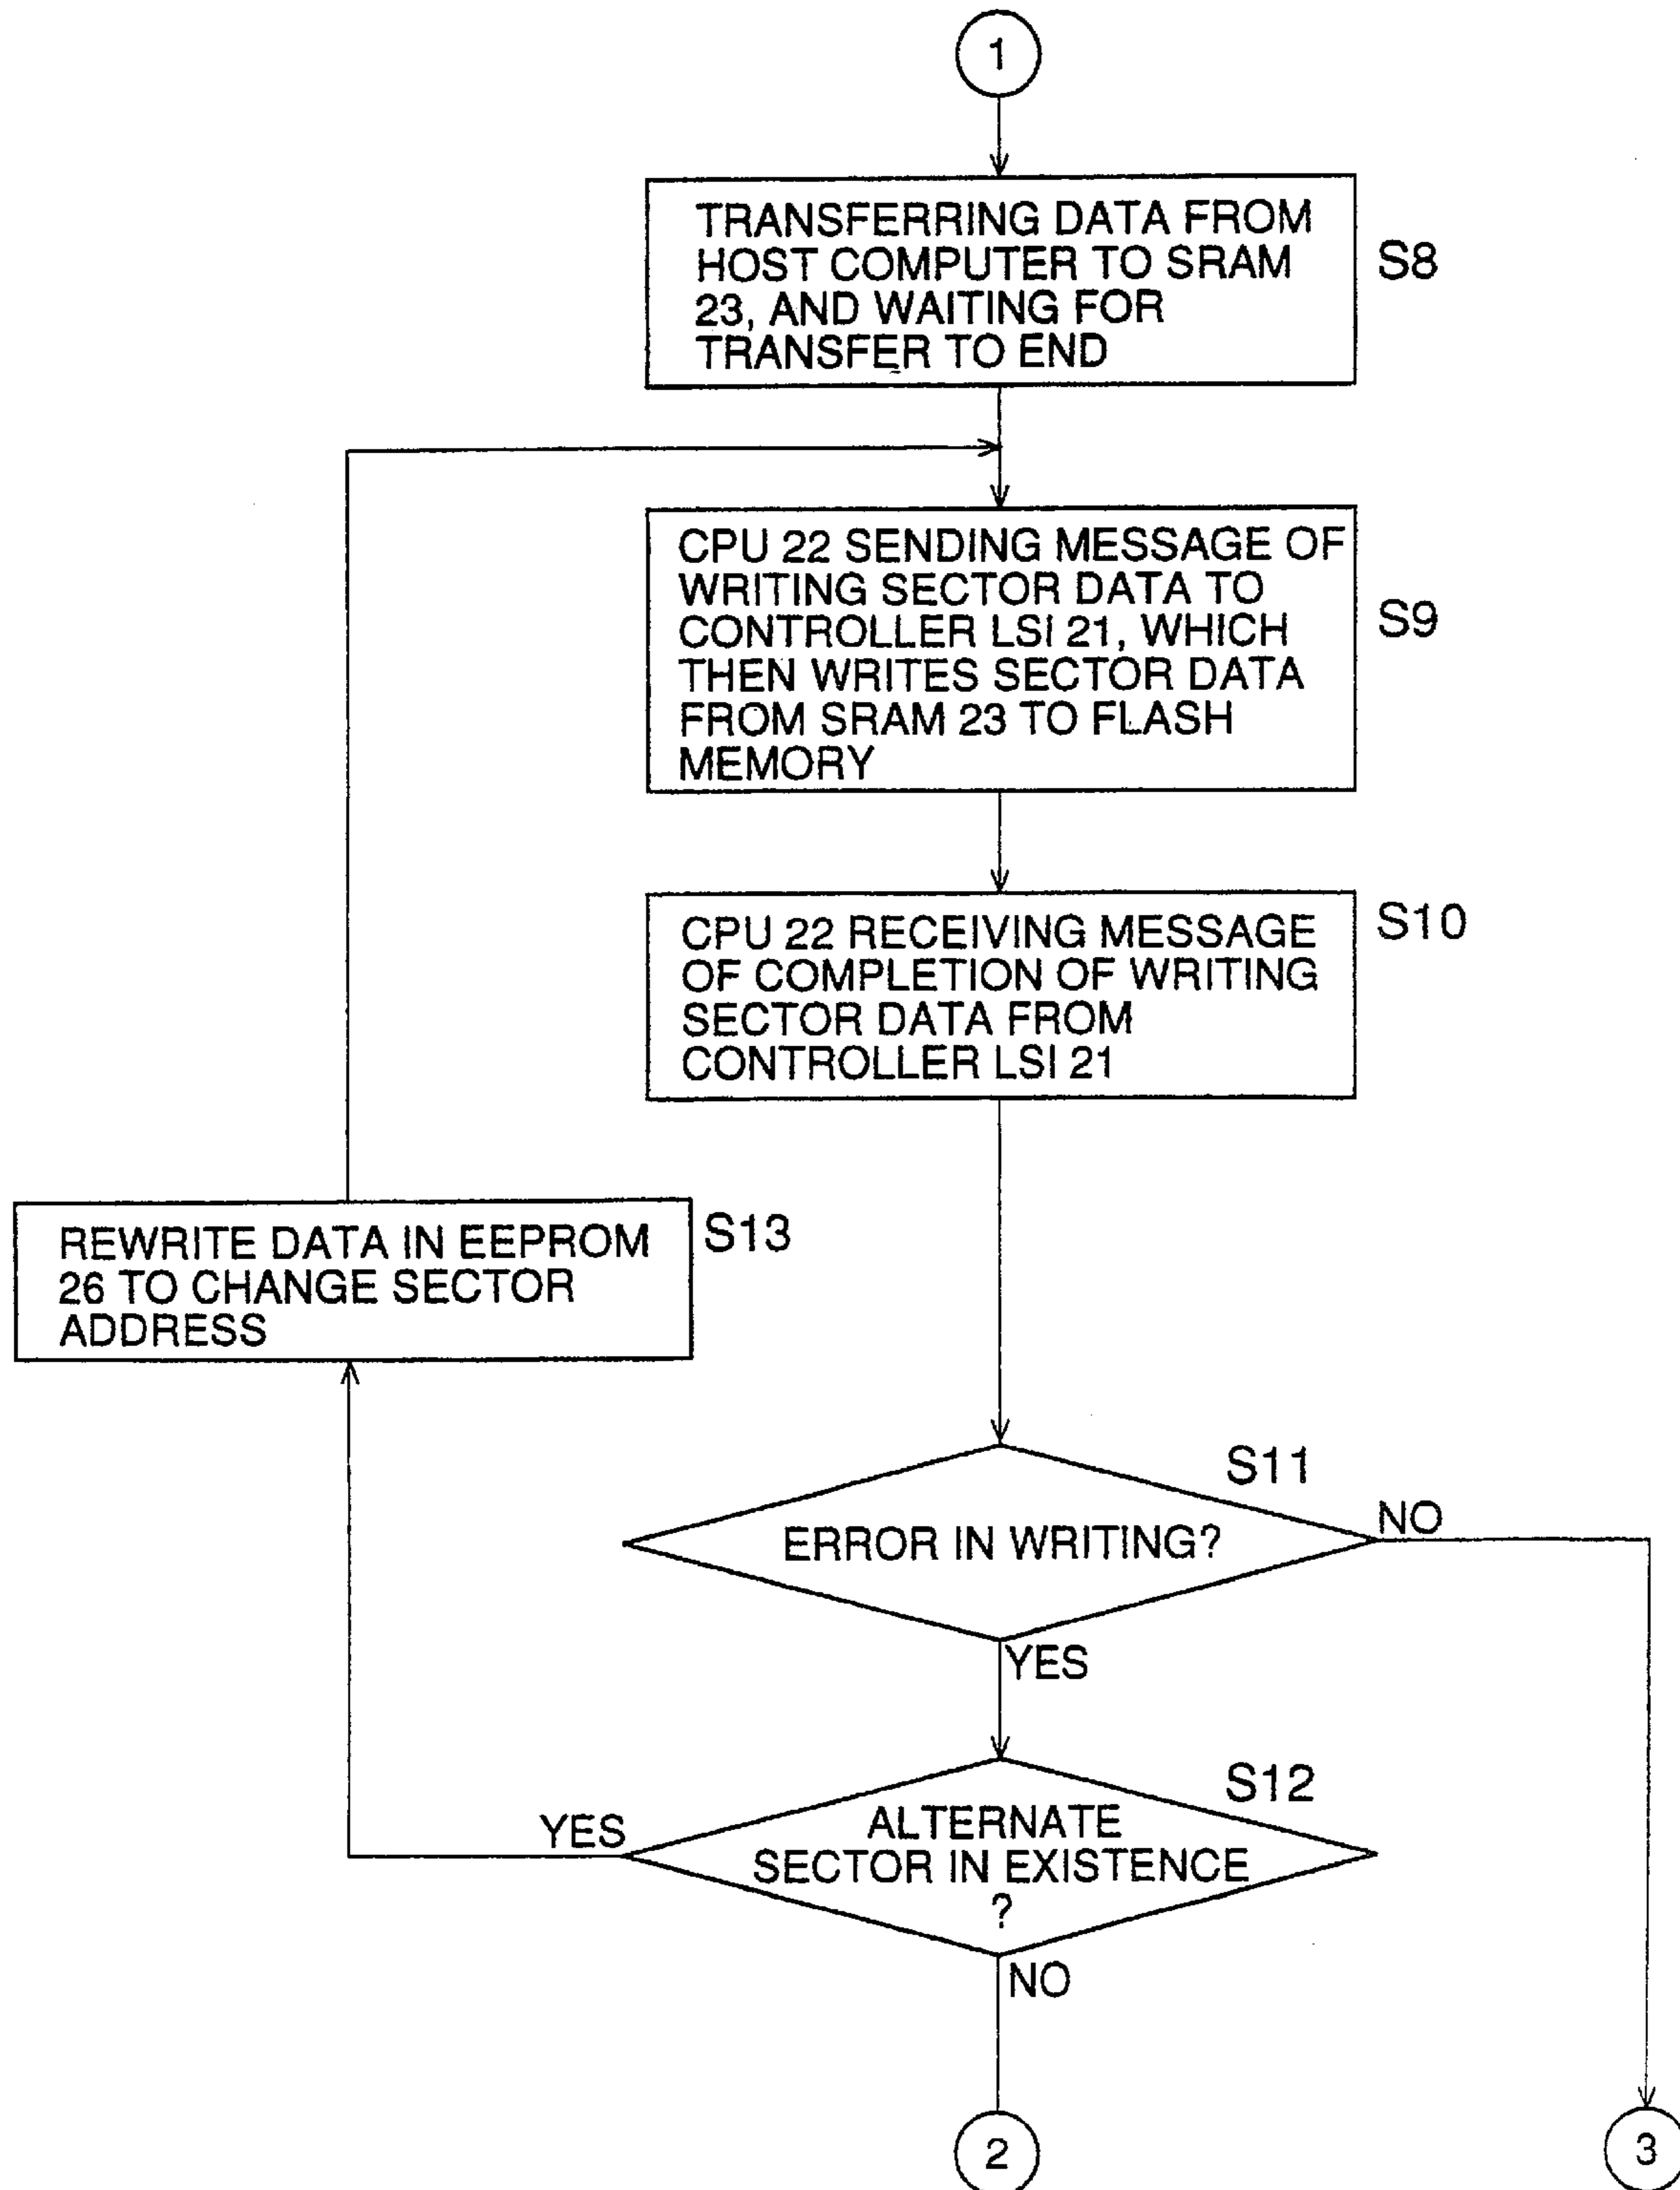 1
TRANSFERRING DATA FROM
HOST COMPUTER TO SRAM
23, AND WAITING FOR
TRANSFER TO END
S8
CPU 22 SENDING MESSAGE OF
WRITING SECTOR DATA TO
CONTROLLER LSI 21, WHICH
THEN WRITES SECTOR DATA
FROM SRAM 23 TO FLASH
MEMORY
S9
CPU 22 RECEIVING MESSAGE
OF COMPLETION OF WRITING
SECTOR DATA FROM
CONTROLLER LSI 21
S10
REWRITE DATA IN EEPROM
26 TO CHANGE SECTOR
ADDRESS
S13
S11
ERROR IN WRITING?
NO
YES
S12
YES
ALTERNATE
SECTOR IN EXISTENCE
?
NO
2
3